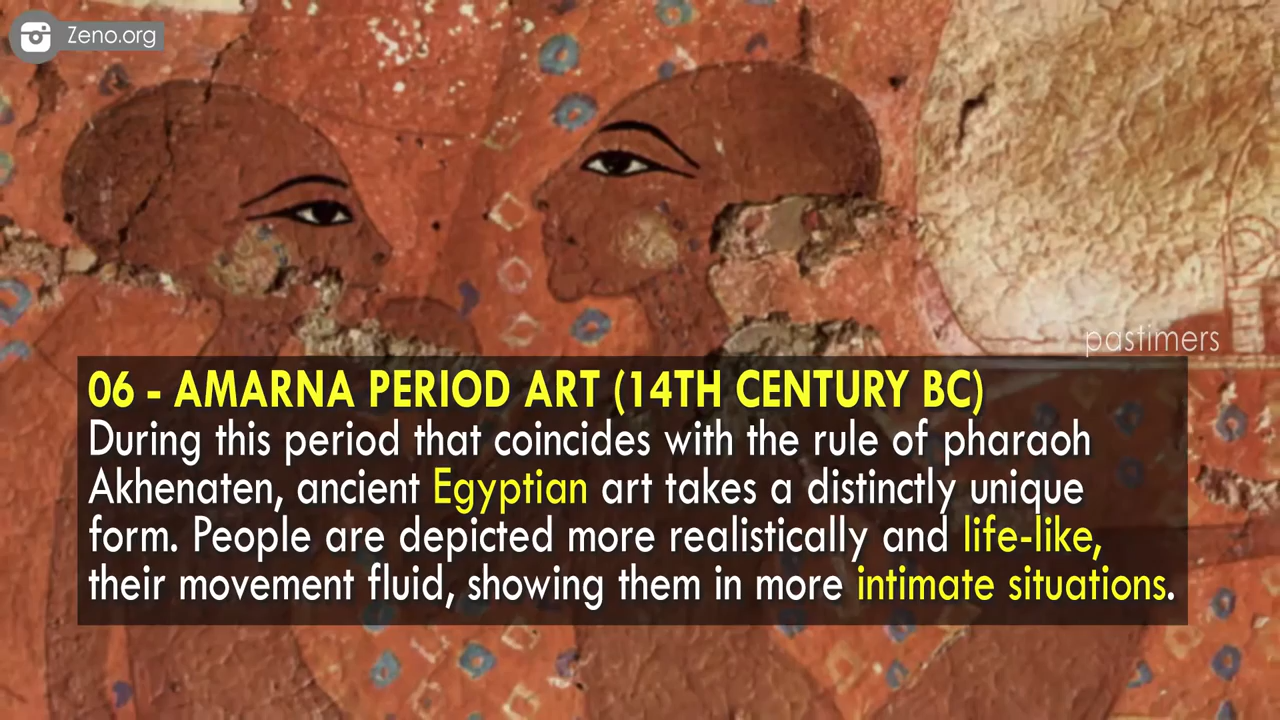 Zeno.org
pastimers
06 - AMARNA PERIOD ART (14TH CENTURY BC)
During this period that coincides with the rule of pharaoh
Akhenaten, ancient Egyptian art takes a distinctly unique
form. People are depicted more realistically and life-like,
their movement fluid, showing them in more intimate situations.